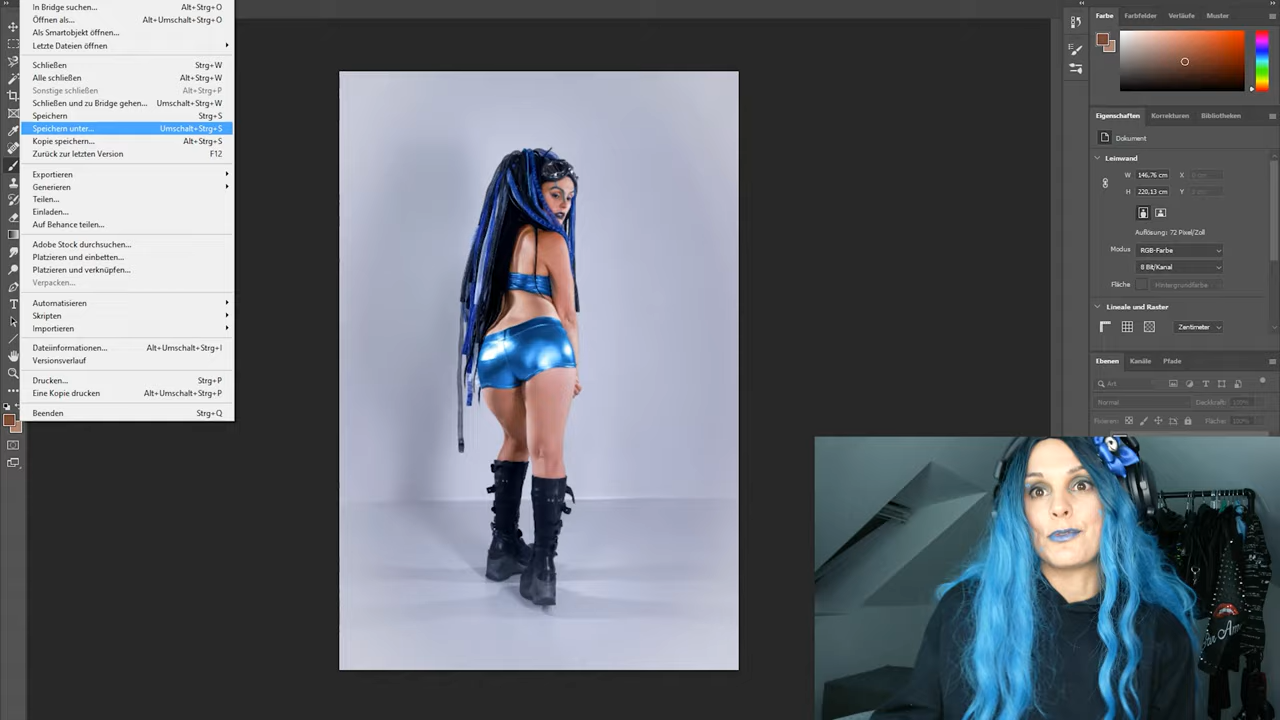 In Bridge suchen... Alt+Strg+O
Öffnen als... Alt+Umschalt+Strg+O
Als Smartobjekt öffnen...
Letzte Dateien öffnen
Schließen Strg+W
Alle schließen Alt+Strg+W
Sonstige schließen Alt+Strg+P
Schließen und zu Bridge gehen... Umschalt+Strg+W
Speichern Strg+S
Speichern unter... Umschalt+Strg+S
Kopie speichern... Alt+Strg+S
Zurück zur letzten Version F12
Exportieren
Generieren
Teilen...
Einladen...
Auf Behance teilen...
Adobe Stock durchsuchen...
Platzieren und einbetten...
Platzieren und verknüpfen...
Verpacken...
Automatisieren
Skripten
Importieren
Dateiinformationen... Alt+Umschalt+Strg+I
Versionsverlauf
Drucken... Strg+P
Eine Kopie drucken Alt+Umschalt+Strg+P
Beenden Strg+Q
Farbe Farbfelder Verläufe Muster
Eigenschaften Korrekturen Bibliotheken
Dokument
Leinwand
W 146,76 cm X
H 220,13 cm Y
Auflösung: 72 Pixel/Zoll
Modus RGB-Farbe
8 Bit/Kanal
Fläche Hintergrundfarbe
Lineale und Raster
Zentimeter
Ebenen Kanäle Pfade
Art
Normal Deckkraft: 100%
Fixieren: Fläche: 100%